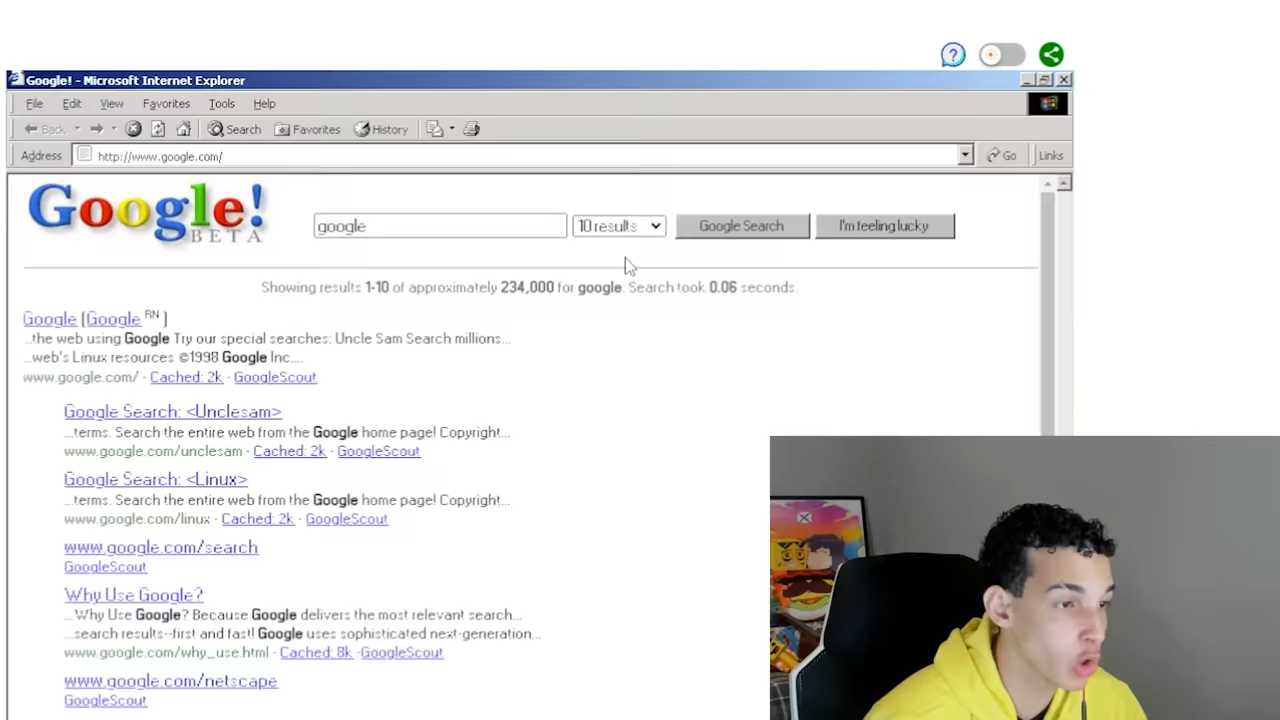 Google! - Microsoft Internet Explorer
File Edit View Favorites Tools Help
Back Search Favorites History
Address http://www.google.com/ Go Links
Google!
BETA
google 10 results Google Search I'm feeling lucky
Showing results 1-10 of approximately 234,000 for google. Search took 0.06 seconds.
Google (Google RN)
...the web using Google Try our special searches: Uncle Sam Search millions...
...web's Linux resources ©1998 Google Inc....
www.google.com/ - Cached: 2k - GoogleScout
Google Search: <Unclesam>
...terms. Search the entire web from the Google home page! Copyright...
www.google.com/unclesam - Cached: 2k - GoogleScout
Google Search: <Linux>
...terms. Search the entire web from the Google home page! Copyright...
www.google.com/linux - Cached: 2k - GoogleScout
www.google.com/search
GoogleScout
Why Use Google?
...Why Use Google? Because Google delivers the most relevant search...
...search results--first and fast! Google uses sophisticated next-generation...
www.google.com/why_use.html - Cached: 8k -GoogleScout
www.google.com/netscape
GoogleScout